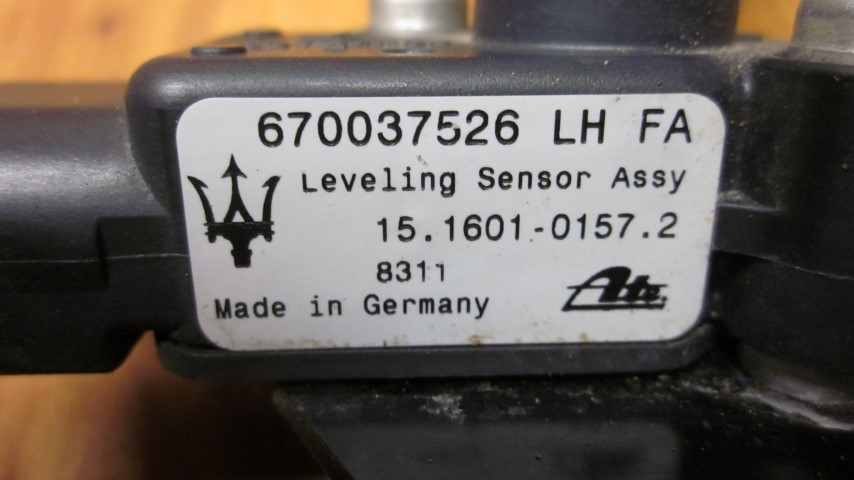 670037526 LH FA
Leveling Sensor Assy
15.1601-0157.2
8311
Made in Germany
Ate